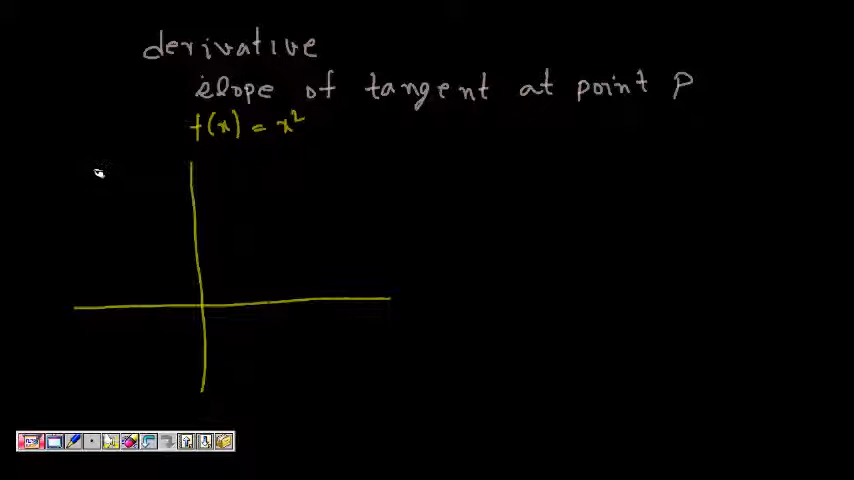 derivative
slope of tangent at point P
f(x) = x²